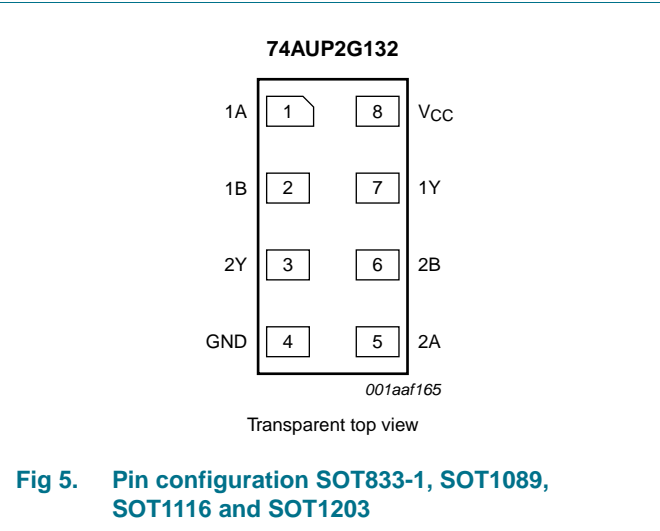 74AUP2G132
1A 1 8 VCC
1B 2 7 1Y
2Y 3 6 2B
GND 4 5 2A
001aaf165
Transparent top view
Fig 5. Pin configuration SOT833-1, SOT1089,
SOT1116 and SOT1203